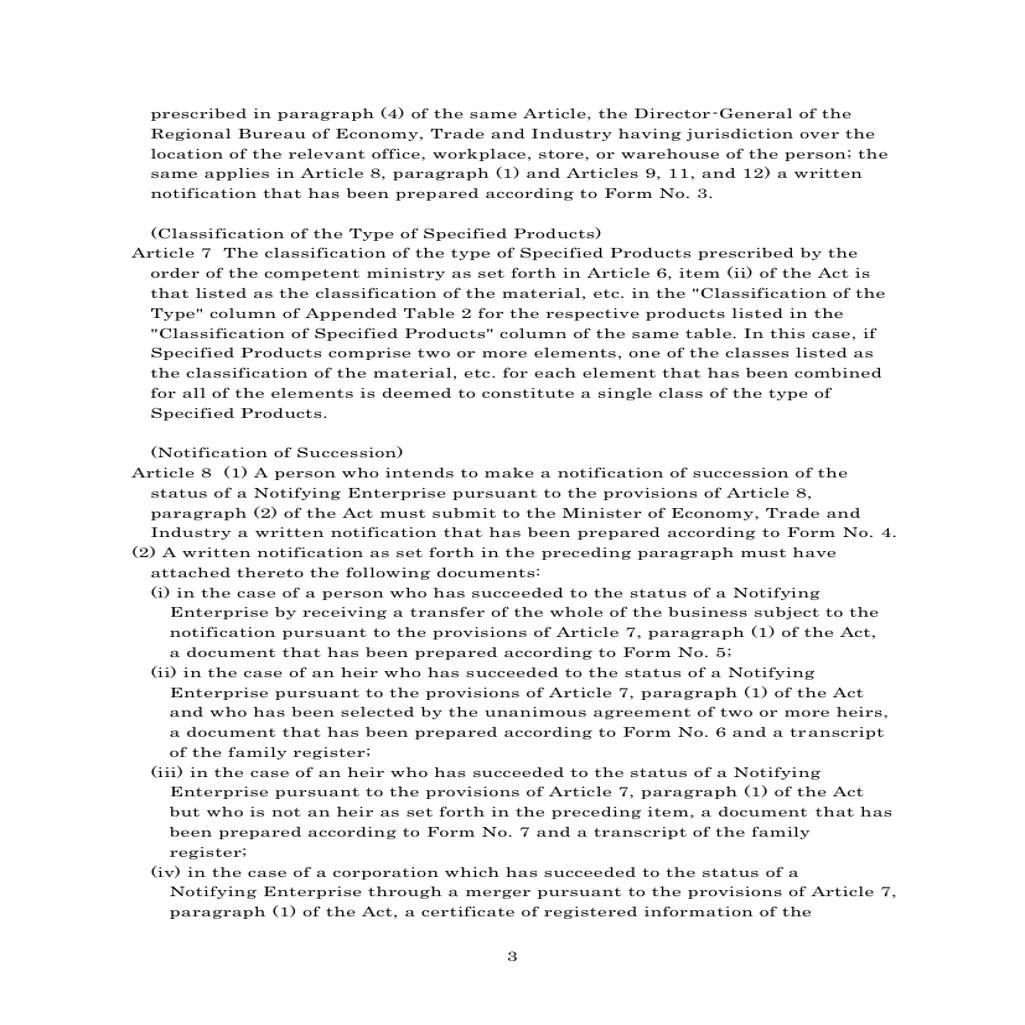 prescribed in paragraph (4) of the same Article, the Director-General of the
Regional Bureau of Economy, Trade and Industry having jurisdiction over the
location of the relevant office, workplace, store, or warehouse of the person; the
same applies in Article 8, paragraph (1) and Articles 9, 11, and 12) a written
notification that has been prepared according to Form No. 3.
(Classification of the Type of Specified Products)
Article 7 The classification of the type of Specified Products prescribed by the
order of the competent ministry as set forth in Article 6, item (ii) of the Act is
that listed as the classification of the material, etc. in the "Classification of the
Type" column of Appended Table 2 for the respective products listed in the
"Classification of Specified Products" column of the same table. In this case, if
Specified Products comprise two or more elements, one of the classes listed as
the classification of the material, etc. for each element that has been combined
for all of the elements is deemed to constitute a single class of the type of
Specified Products.
(Notification of Succession)
Article 8 (1) A person who intends to make a notification of succession of the
status of a Notifying Enterprise pursuant to the provisions of Article 8,
paragraph (2) of the Act must submit to the Minister of Economy, Trade and
Industry a written notification that has been prepared according to Form No. 4.
(2) A written notification as set forth in the preceding paragraph must have
attached thereto the following documents:
(i) in the case of a person who has succeeded to the status of a Notifying
Enterprise by receiving a transfer of the whole of the business subject to the
notification pursuant to the provisions of Article 7, paragraph (1) of the Act,
a document that has been prepared according to Form No. 5;
(ii) in the case of an heir who has succeeded to the status of a Notifying
Enterprise pursuant to the provisions of Article 7, paragraph (1) of the Act
and who has been selected by the unanimous agreement of two or more heirs,
a document that has been prepared according to Form No. 6 and a transcript
of the family register;
(iii) in the case of an heir who has succeeded to the status of a Notifying
Enterprise pursuant to the provisions of Article 7, paragraph (1) of the Act
but who is not an heir as set forth in the preceding item, a document that has
been prepared according to Form No. 7 and a transcript of the family
register;
(iv) in the case of a corporation which has succeeded to the status of a
Notifying Enterprise through a merger pursuant to the provisions of Article 7,
paragraph (1) of the Act, a certificate of registered information of the
3